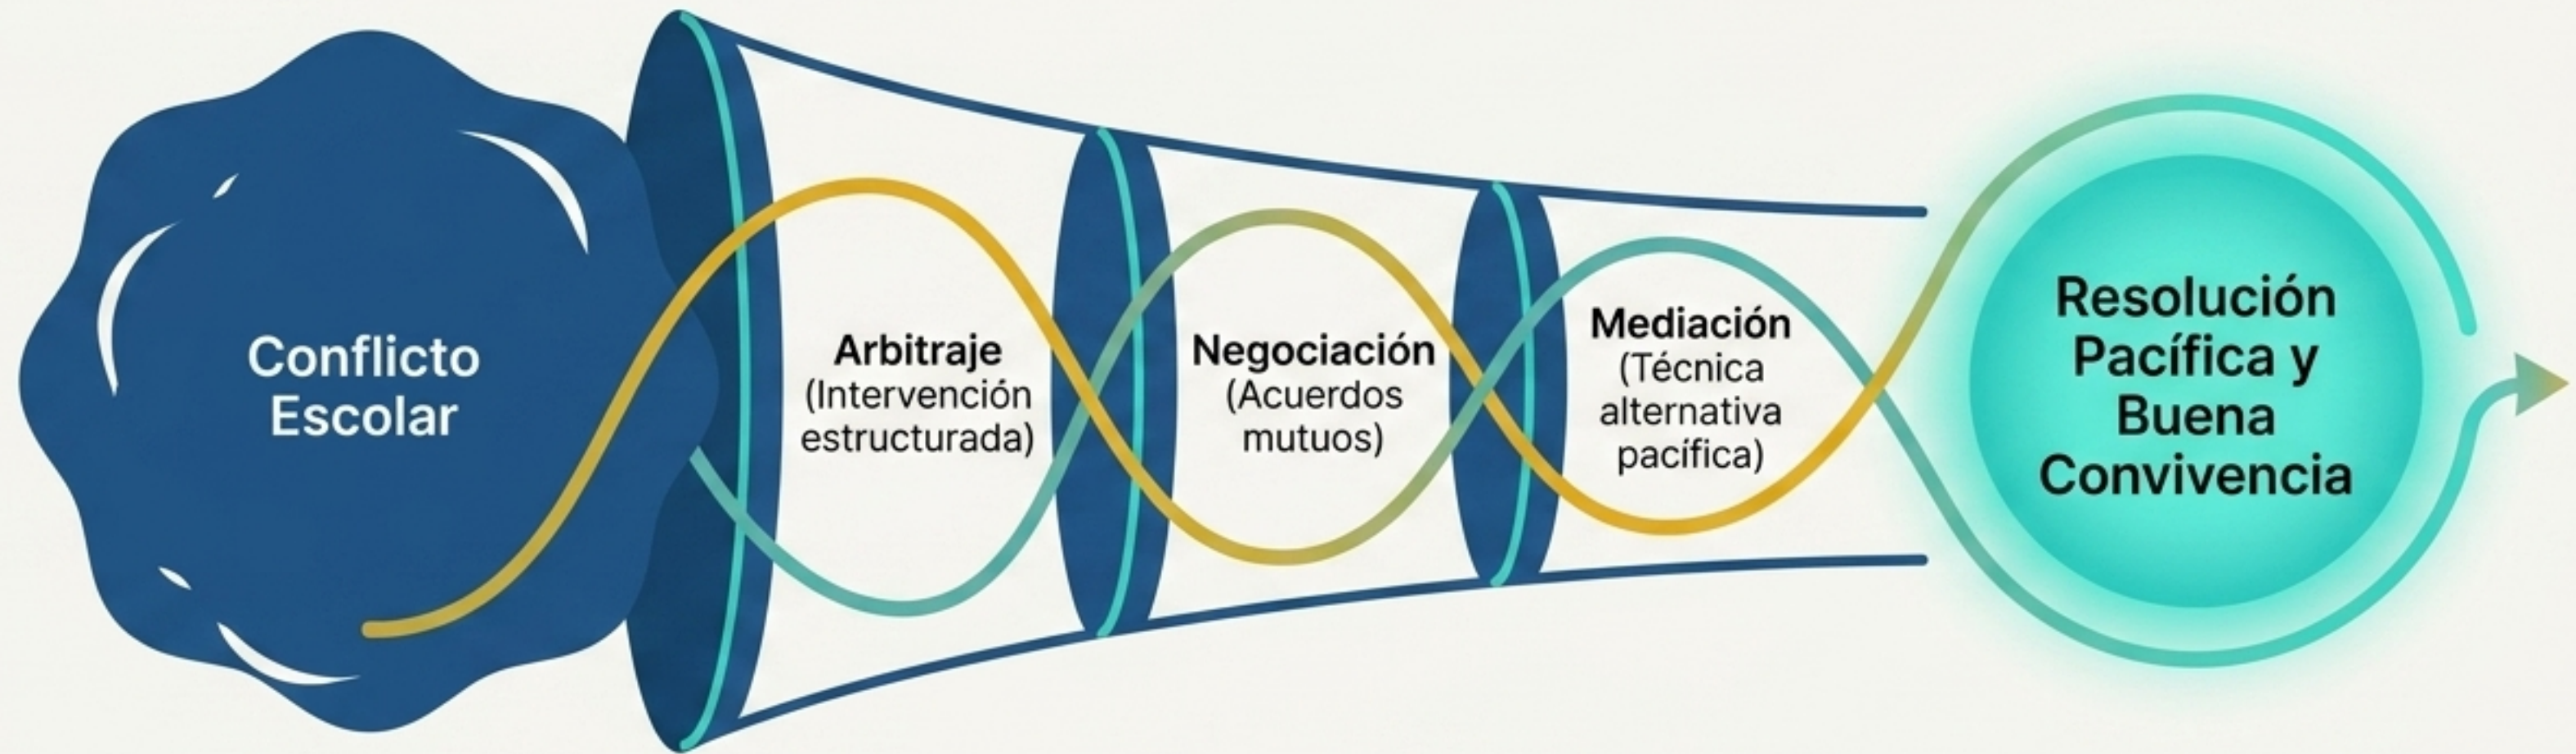 Conflicto
Escolar
Arbitraje
(Intervención
estructurada)
Negociación
(Acuerdos
mutuos)
Mediación
(Técnica
alternativa
pacífica)
Resolución
Pacífica y
Buena
Convivencia